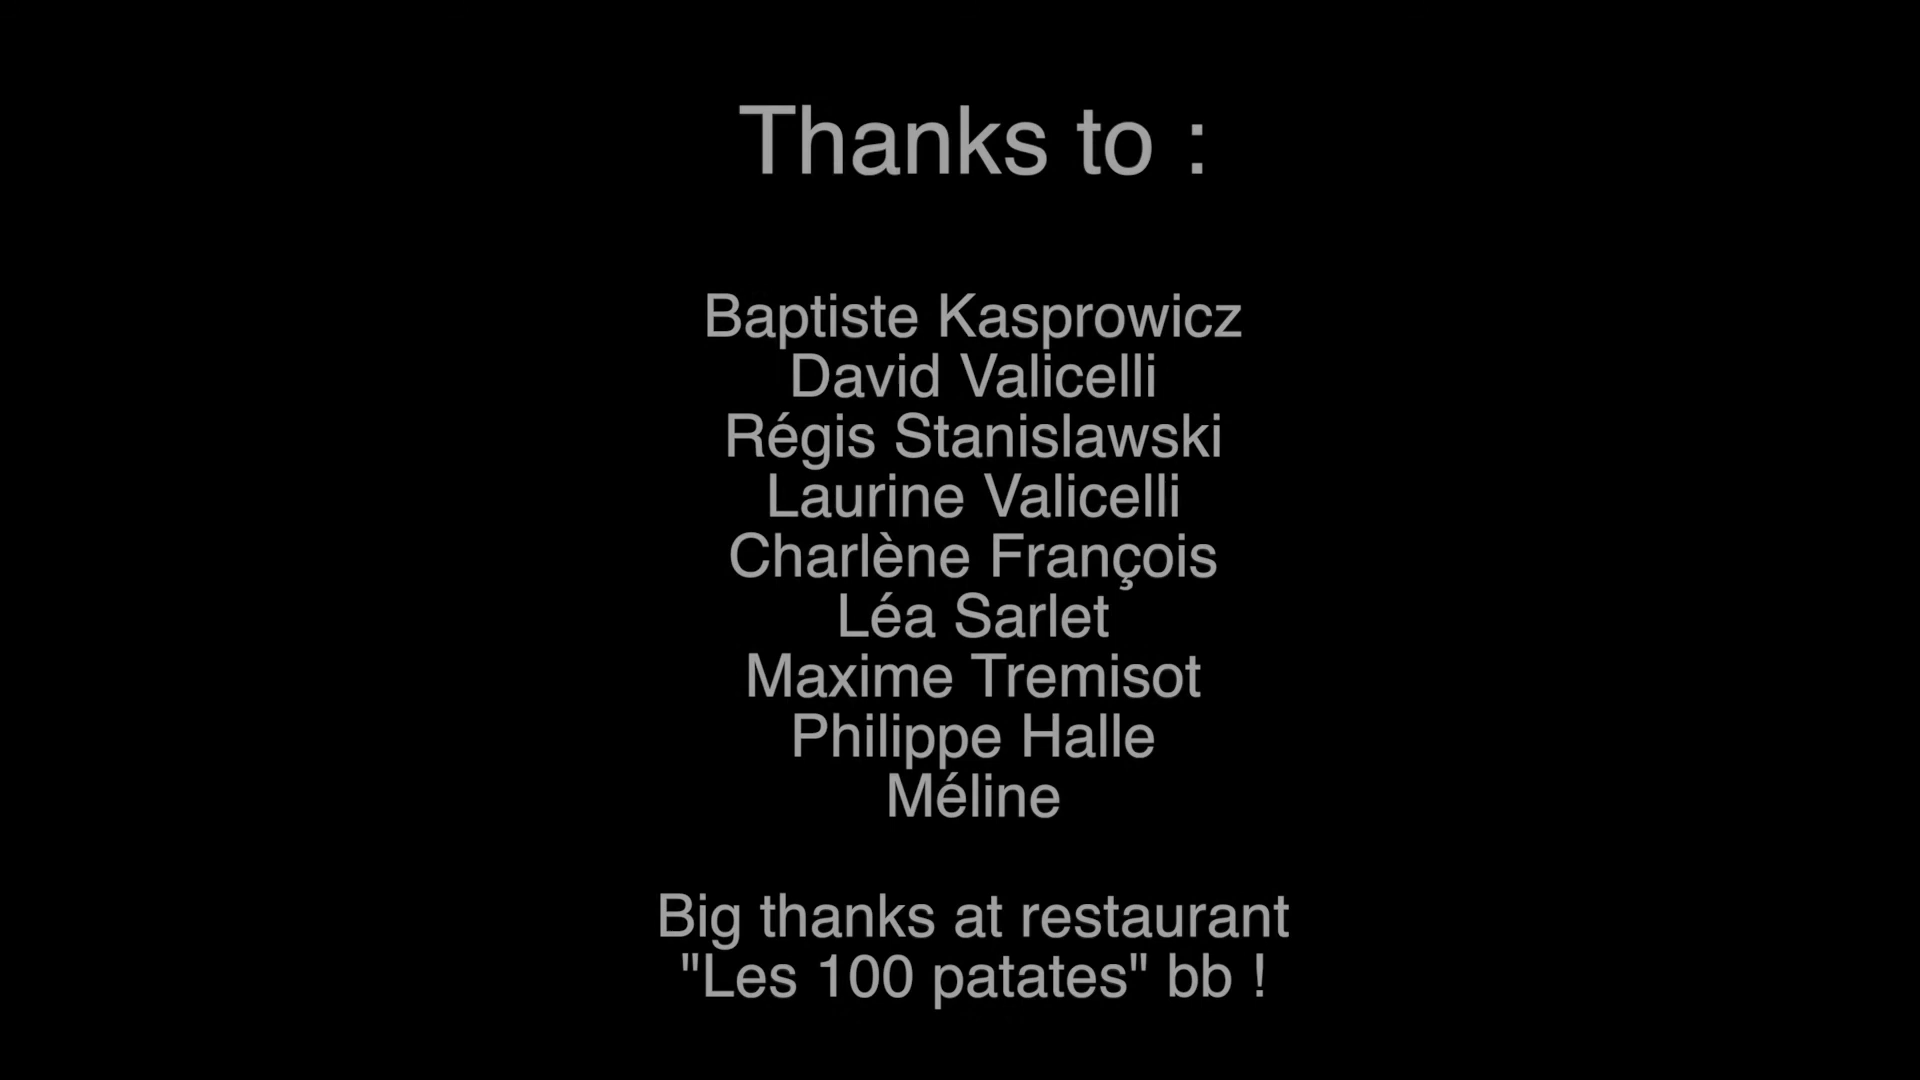 Thanks to :
Baptiste Kasprowicz
David Valicelli
Régis Stanislawski
Laurine Valicelli
Charlène François
Léa Sarlet
Maxime Tremisot
Philippe Halle
Méline
Big thanks at restaurant
"Les 100 patates" bb !